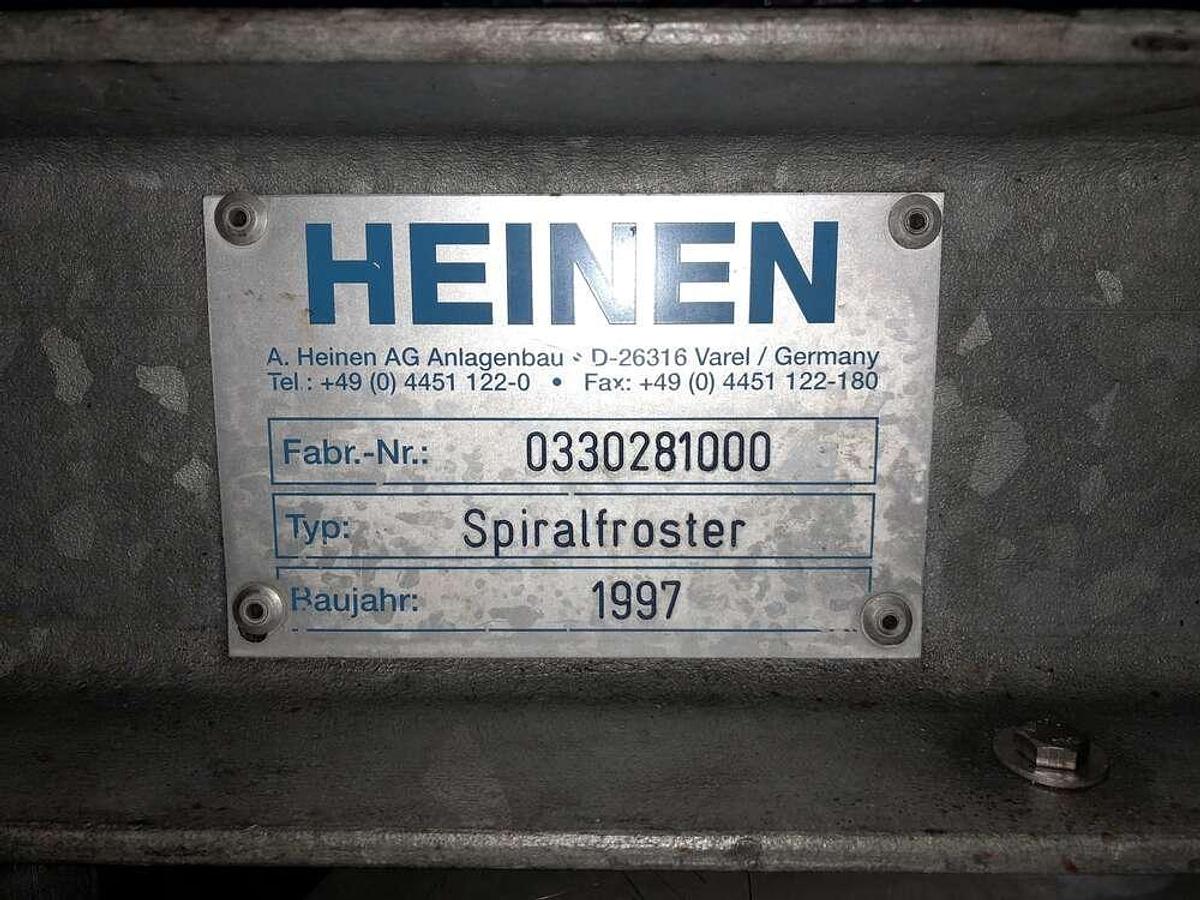 HEINEN
A. Heinen AG Anlagenbau • D-26316 Varel / Germany
Tel.: +49 (0) 4451 122-0 • Fax: +49 (0) 4451 122-180
Fabr.-Nr.: 0330281000
Typ: Spiralfroster
Baujahr: 1997